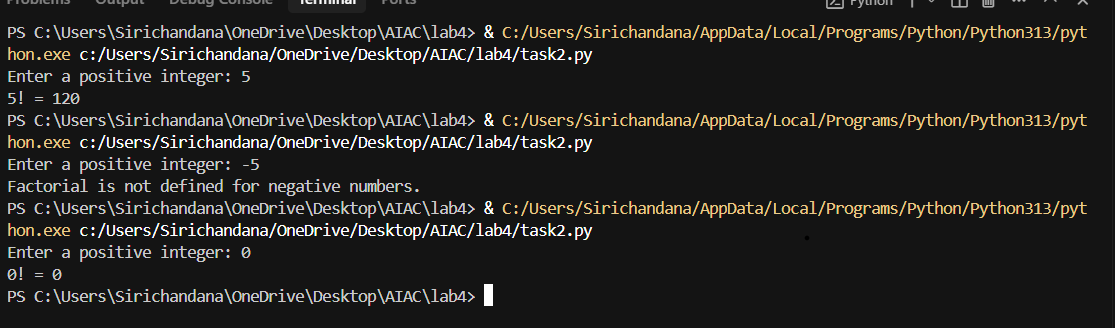 Problems Output Debug Console Terminal Ports Python
PS C:\Users\Sirichandana\OneDrive\Desktop\AIAC\lab4> & C:/Users/Sirichandana/AppData/Local/Programs/Python/Python313/pyt
hon.exe c:/Users/Sirichandana/OneDrive/Desktop/AIAC/lab4/task2.py
Enter a positive integer: 5
5! = 120
PS C:\Users\Sirichandana\OneDrive\Desktop\AIAC\lab4> & C:/Users/Sirichandana/AppData/Local/Programs/Python/Python313/pyt
hon.exe c:/Users/Sirichandana/OneDrive/Desktop/AIAC/lab4/task2.py
Enter a positive integer: -5
Factorial is not defined for negative numbers.
PS C:\Users\Sirichandana\OneDrive\Desktop\AIAC\lab4> & C:/Users/Sirichandana/AppData/Local/Programs/Python/Python313/pyt
hon.exe c:/Users/Sirichandana/OneDrive/Desktop/AIAC/lab4/task2.py
Enter a positive integer: 0
0! = 0
PS C:\Users\Sirichandana\OneDrive\Desktop\AIAC\lab4>